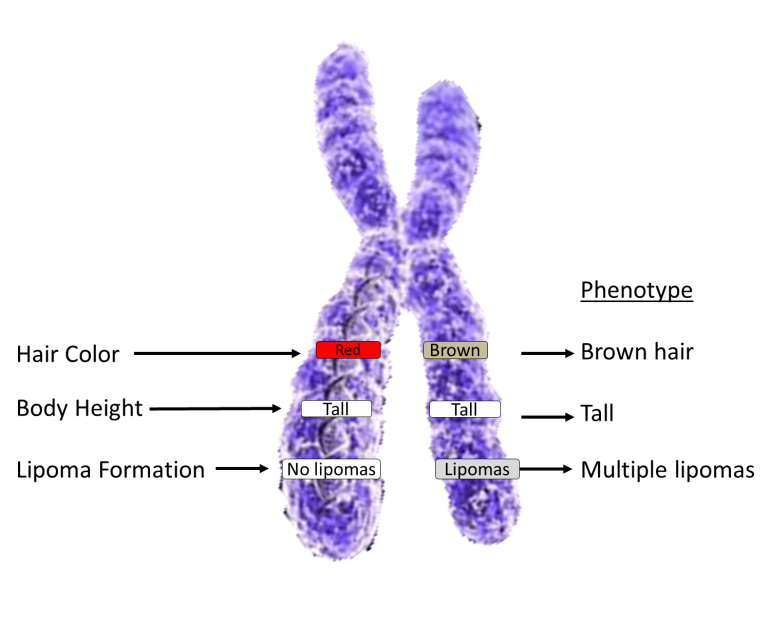 Phenotype
Hair Color Red Brown Brown hair
Body Height Tall Tall Tall
Lipoma Formation No lipomas Lipomas Multiple lipomas